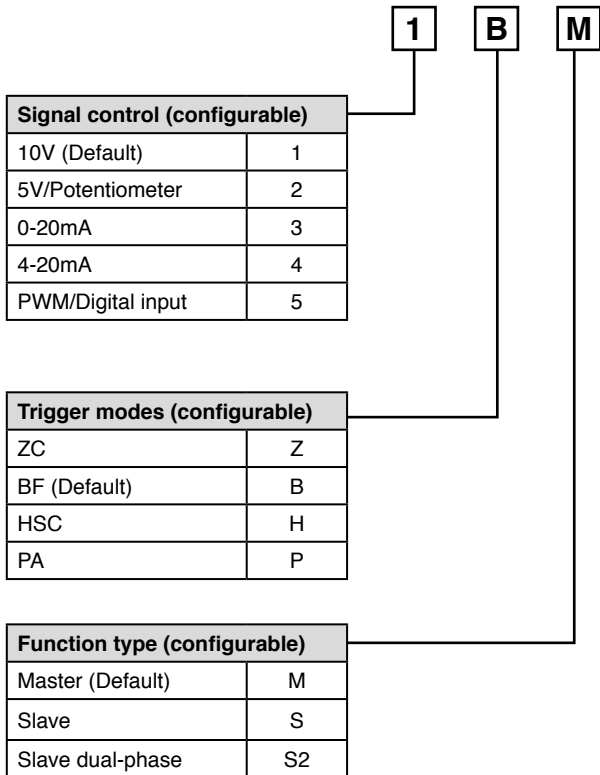 1 B M
Signal control (configurable)
10V (Default) 1
5V/Potentiometer 2
0-20mA 3
4-20mA 4
PWM/Digital input 5
Trigger modes (configurable)
ZC Z
BF (Default) B
HSC H
PA P
Function type (configurable)
Master (Default) M
Slave S
Slave dual-phase S2